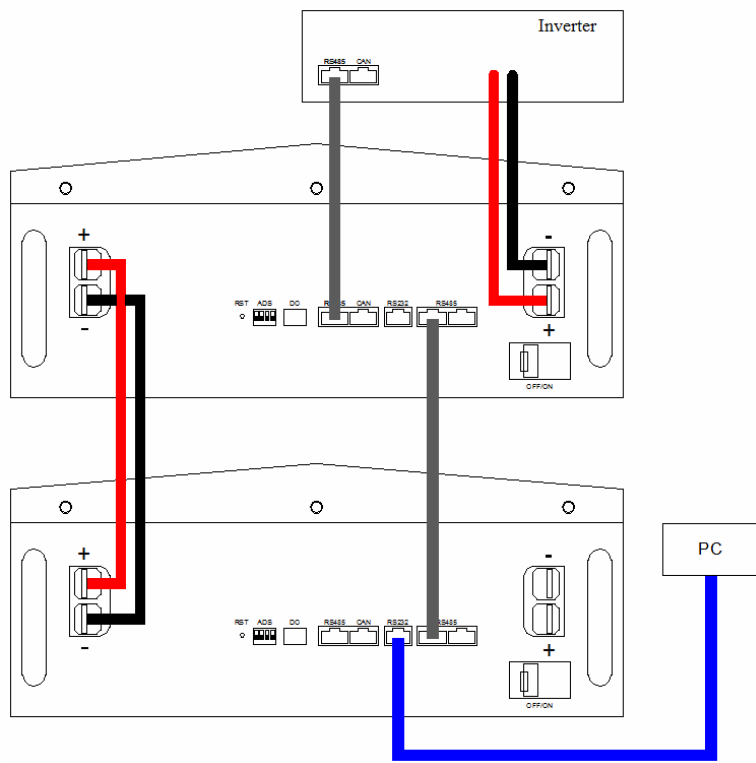 Inverter
RS485 CAN
+ -
RST ADS DO RS485 CAN RS232 RS485
- +
OFF/ON
+ -
PC
RST ADS DO RS485 CAN RS232 RS485
- +
OFF/ON